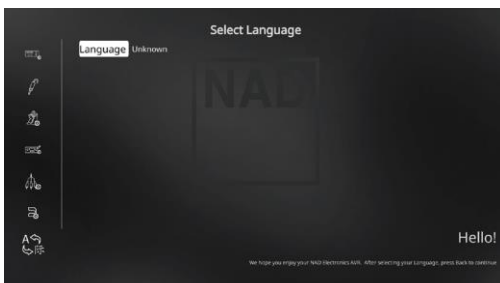 Select Language
Language Unknown
NAD
Hello!
We hope you enjoy your NAD Electronics AVR. After selecting your Language, press Back to continue